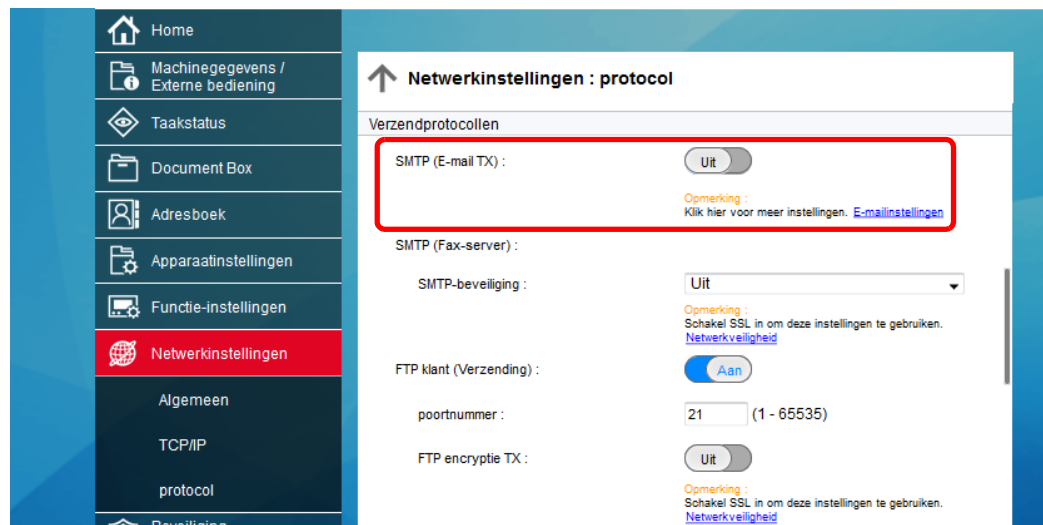 Home
Machinegegevens /
Externe bediening
Taakstatus
Document Box
Adresboek
Apparaatinstellingen
Functie-instellingen
Netwerkinstellingen
Algemeen
TCP/IP
protocol
Beveiliging
Netwerkinstellingen : protocol
Verzendprotocollen
SMTP (E-mail TX) :
Uit
Opmerking :
Klik hier voor meer instellingen. E-mailinstellingen
SMTP (Fax-server) :
SMTP-beveiliging :
Uit
Opmerking :
Schakel SSL in om deze instellingen te gebruiken.
Netwerkveiligheid
FTP klant (Verzending) :
Aan
poortnummer :
21 (1 - 65535)
FTP encryptie TX :
Uit
Opmerking :
Schakel SSL in om deze instellingen te gebruiken.
Netwerkveiligheid